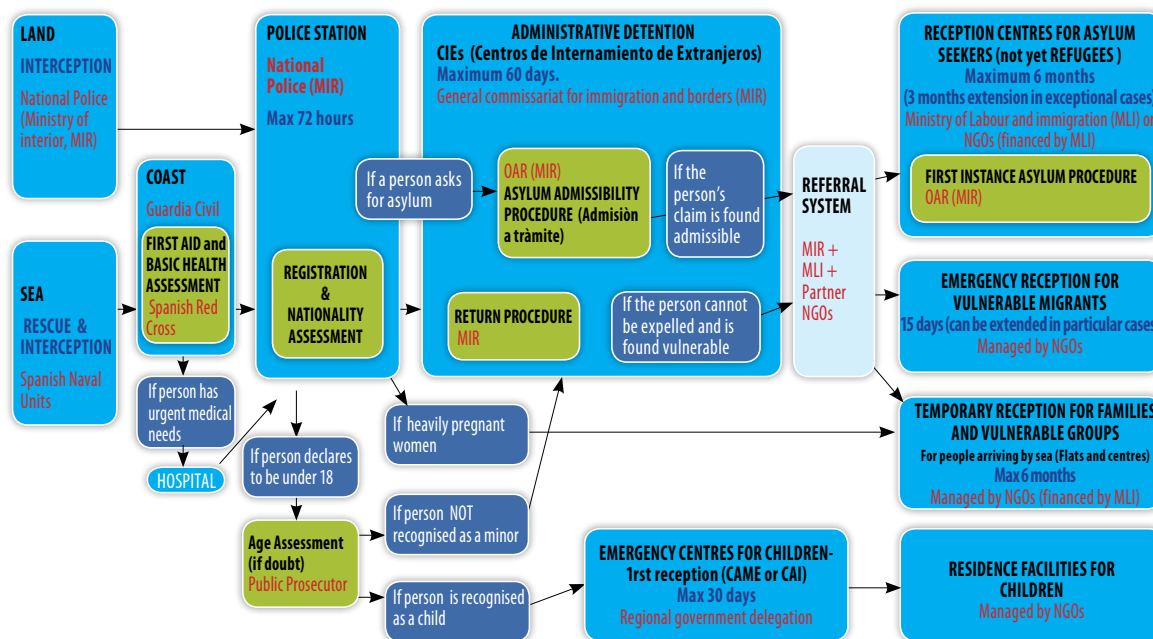 LAND
INTERCEPTION
National Police
(Ministry of
interior, MIR)
SEA
RESCUE &
INTERCEPTION
Spanish Naval
Units
COAST
Guardia Civil
FIRST AID and
BASIC HEALTH
ASSESSMENT
Spanish Red
Cross
If person has
urgent medical
needs
HOSPITAL
POLICE STATION
National
Police (MIR)
Max 72 hours
REGISTRATION
&
NATIONALITY
ASSESSMENT
If person declares
to be under 18
Age Assessment
(if doubt)
Public Prosecutor
ADMINISTRATIVE DETENTION
CIEs (Centros de Internamiento de Extranjeros)
Maximum 60 days.
General commissariat for immigration and borders (MIR)
If a person asks
for asylum
OAR (MIR)
ASYLUM ADMISSIBILITY
PROCEDURE (Admisiòn
a tràmite)
If the
person's
claim is found
admissible
RETURN PROCEDURE
MIR
If the person cannot
be expelled and is
found vulnerable
If heavily pregnant
women
If person NOT
recognised as a minor
If person is recognised
as a child
EMERGENCY CENTRES FOR CHILDREN-
1rst reception (CAME or CAI)
Max 30 days
Regional government delegation
REFERRAL
SYSTEM
MIR +
MLI +
Partner
NGOs
RECEPTION CENTRES FOR ASYLUM
SEEKERS (not yet REFUGEES )
Maximum 6 months
(3 months extension in exceptional cases)
Ministry of Labour and immigration (MLI) or
NGOs (financed by MLI)
FIRST INSTANCE ASYLUM PROCEDURE
OAR (MIR)
EMERGENCY RECEPTION FOR
VULNERABLE MIGRANTS
15 days (can be extended in particular cases
Managed by NGOs
TEMPORARY RECEPTION FOR FAMILIES
AND VULNERABLE GROUPS
For people arriving by sea (Flats and centres)
Max 6 months
Managed by NGOs (financed by MLI)
RESIDENCE FACILITIES FOR
CHILDREN
Managed by NGOs